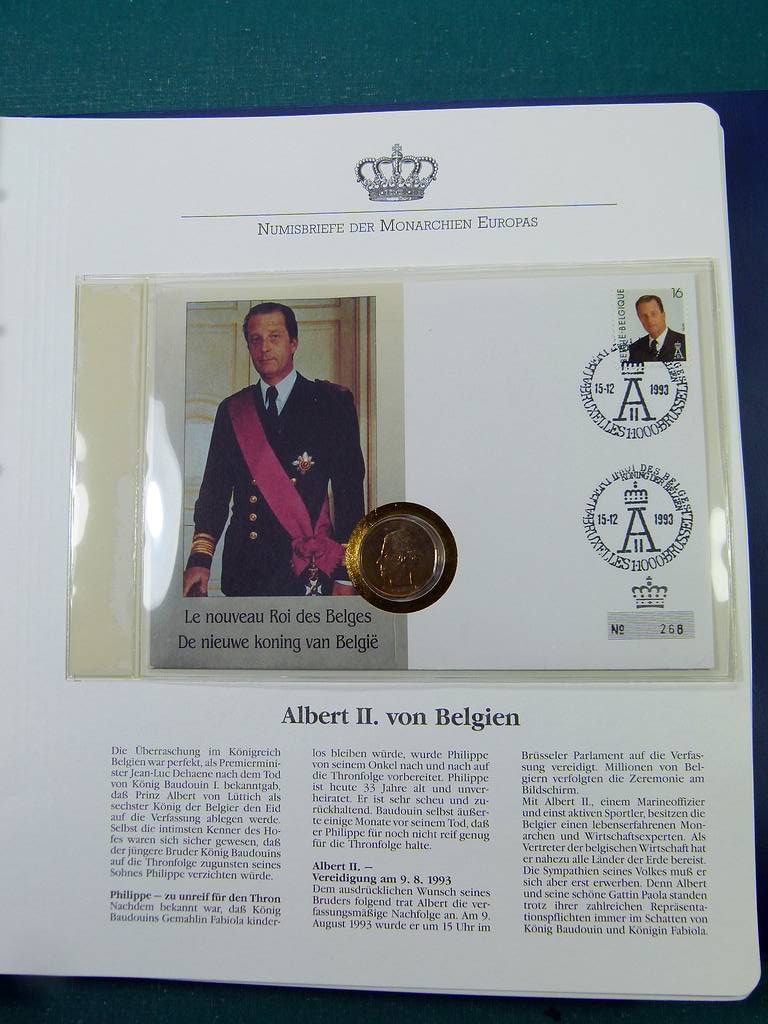 NUMISBRIEFE DER MONARCHIEN EUROPAS
16
BELGIË-BELGIQUE
15-12 1993
A
II
BRUXELLES 1-1000 BRUSSEL
DES BELGES
KONING DER BELGEN
15-12 1993
A
II
BRUXELLES 1-1000 BRUSSEL
Nº 268
Le nouveau Roi des Belges
De nieuwe koning van België
Albert II. von Belgien
Die Überraschung im Königreich
Belgien war perfekt, als Premiermini-
ster Jean-Luc Dehaene nach dem Tod
von König Baudouin I. bekanntgab,
daß Prinz Albert von Lüttich als
sechster König der Belgier den Eid
auf die Verfassung ablegen werde.
Selbst die intimsten Kenner des Ho-
fes waren sich sicher gewesen, daß
der jüngere Bruder König Baudouins
auf die Thronfolge zugunsten seines
Sohnes Philippe verzichten würde.
Philippe – zu unreif für den Thron
Nachdem bekannt war, daß König
Baudouins Gemahlin Fabiola kinder-
los bleiben würde, wurde Philippe
von seinem Onkel nach und nach auf
die Thronfolge vorbereitet. Philippe
ist heute 33 Jahre alt und unver-
heiratet. Er ist sehr scheu und zu-
rückhaltend. Baudouin selbst äußer-
te einige Monate vor seinem Tod, daß
er Philippe für noch nicht reif genug
für die Thronfolge halte.
Albert II. –
Vereidigung am 9. 8. 1993
Dem ausdrücklichen Wunsch seines
Bruders folgend trat Albert die ver-
fassungsmäßige Nachfolge an. Am 9.
August 1993 wurde er um 15 Uhr im
Brüsseler Parlament auf die Verfas-
sung vereidigt. Millionen von Bel-
giern verfolgten die Zeremonie am
Bildschirm.
Mit Albert II., einem Marineoffizier
und einst aktiven Sportler, besitzen die
Belgier einen lebenserfahrenen Mon-
archen und Wirtschaftsexperten. Als
Vertreter der belgischen Wirtschaft hat
er nahezu alle Länder der Erde bereist.
Die Sympathien seines Volkes muß er
sich aber erst erwerben. Denn Albert
und seine schöne Gattin Paola standen
trotz ihrer zahlreichen Repräsenta-
tionspflichten immer im Schatten von
König Baudouin und Königin Fabiola.